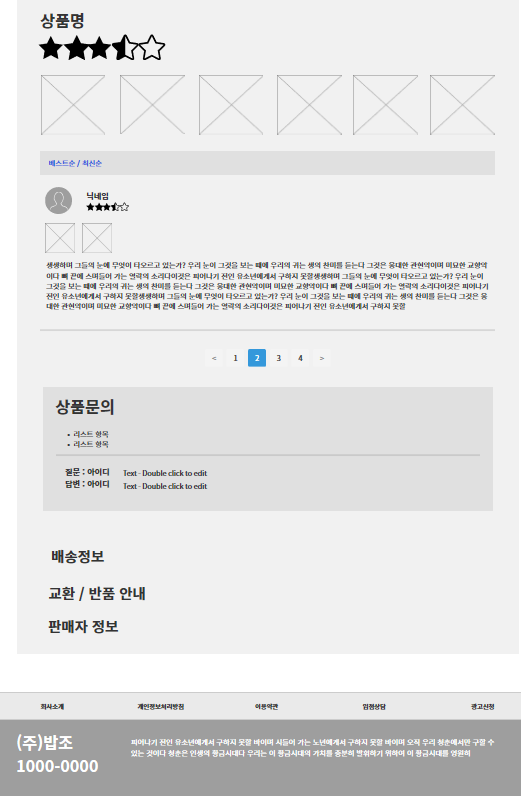 상품명
베스트순 / 최신순
닉네임
생생하며 그들의 눈에 무엇이 타오르고 있는가? 우리 눈이 그것을 보는 때에 우리의 귀는 생의 찬미를 듣는다 그것은 웅대한 관현악이며 미묘한 교향악
이다 뼈 끝에 스며들어 가는 열락의 소리다이것은 피어나기 전인 유소년에게서 구하지 못할생생하며 그들의 눈에 무엇이 타오르고 있는가? 우리 눈이
그것을 보는 때에 우리의 귀는 생의 찬미를 듣는다 그것은 웅대한 관현악이며 미묘한 교향악이다 뼈 끝에 스며들어 가는 열락의 소리다이것은 피어나기
전인 유소년에게서 구하지 못할생생하며 그들의 눈에 무엇이 타오르고 있는가? 우리 눈이 그것을 보는 때에 우리의 귀는 생의 찬미를 듣는다 그것은 웅
대한 관현악이며 미묘한 교향악이다 뼈 끝에 스며들어 가는 열락의 소리다이것은 피어나기 전인 유소년에게서 구하지 못할
< 1 2 3 4 >
상품문의
• 리스트 항목
• 리스트 항목
질문 : 아이디 Text - Double click to edit
답변 : 아이디 Text - Double click to edit
배송정보
교환 / 반품 안내
판매자 정보
회사소개 개인정보처리방침 이용약관 입점상담 광고신청
(주)밥조
1000-0000
피어나기 전인 유소년에게서 구하지 못할 바이며 시들어 가는 노년에게서 구하지 못할 바이며 오직 우리 청춘에서만 구할 수
있는 것이다 청춘은 인생의 황금시대다 우리는 이 황금시대의 가치를 충분히 발휘하기 위하여 이 황금시대를 영원히